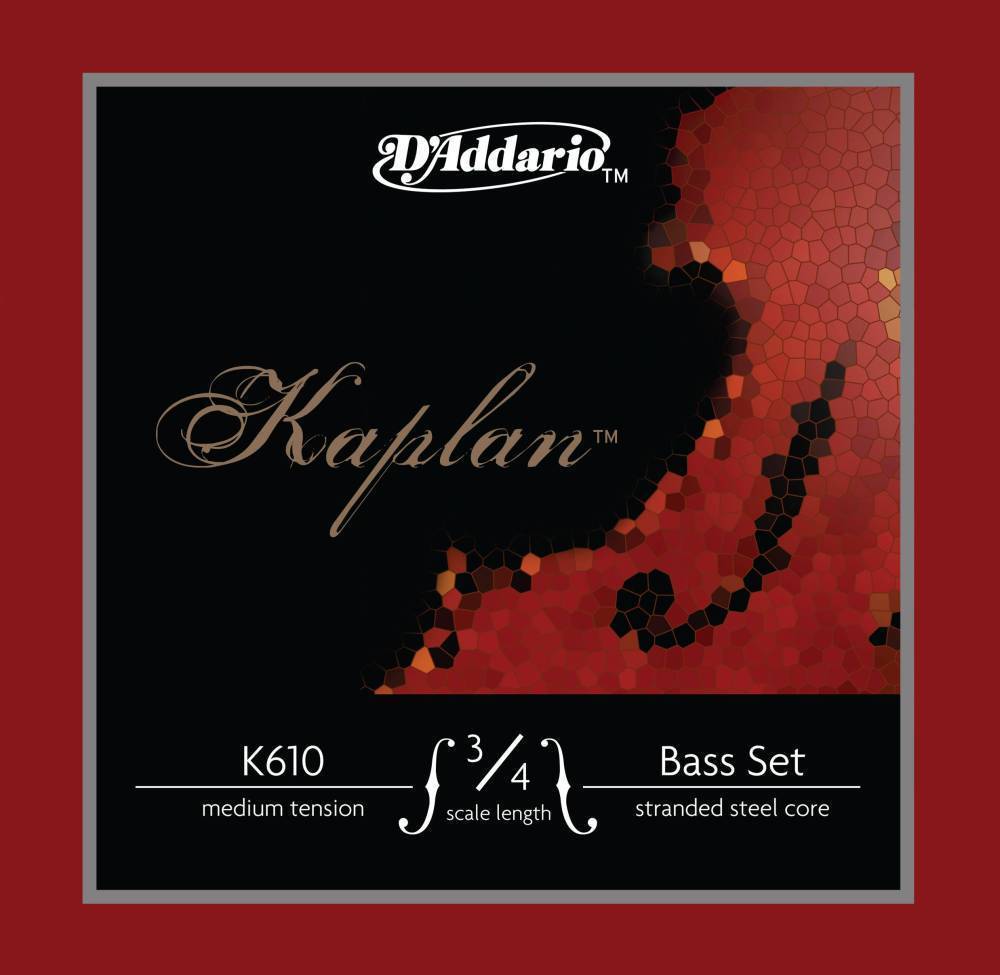 D'Addario™
Kaplan™
K610
medium tension
3/4
scale length
Bass Set
stranded steel core